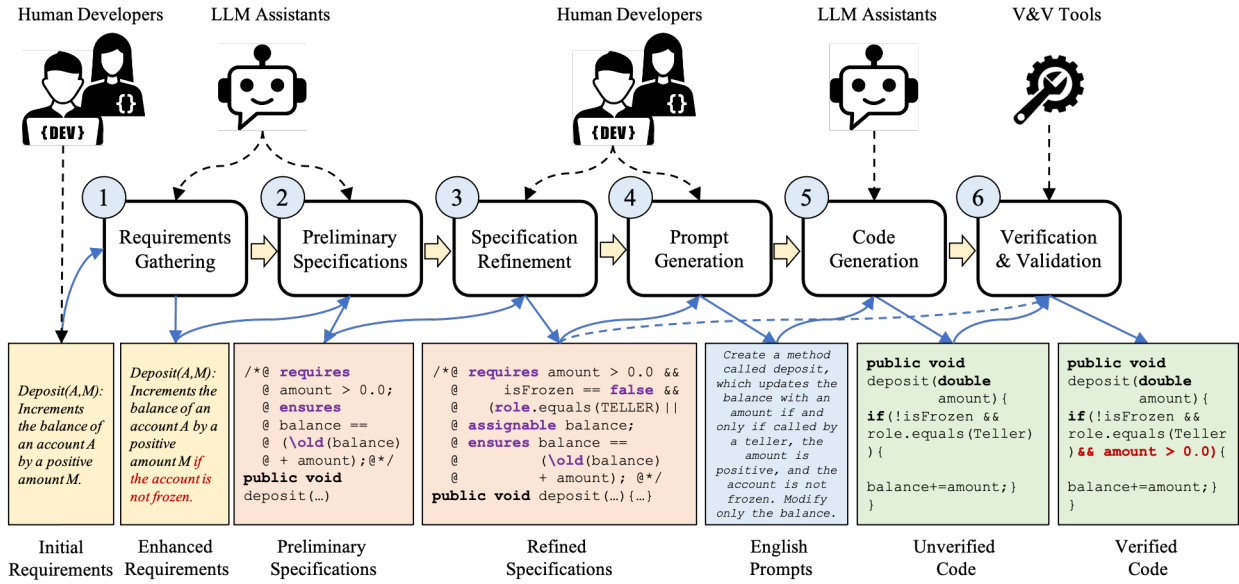 Human Developers
LLM Assistants
Human Developers
LLM Assistants
V&V Tools
{}
{DEV}
{}
{DEV}
1
2
3
4
5
6
Requirements
Gathering
Preliminary
Specifications
Specification
Refinement
Prompt
Generation
Code
Generation
Verification
& Validation
Deposit(A,M):
Increments
the balance of
an account A
by a positive
amount M.
Deposit(A,M):
Increments the
balance of an
account A by a
positive
amount M if
the account is
not frozen.
/*@ requires
@ amount > 0.0;
@ ensures
@ balance ==
@ (\old(balance)
@ + amount);@*/
public void
deposit(…)
/*@ requires amount > 0.0 &&
@ isFrozen == false &&
@ (role.equals(TELLER)||
@ assignable balance;
@ ensures balance ==
@ (\old(balance)
@ + amount); @*/
public void deposit(…){…}
Create a method
called deposit,
which updates the
balance with an
amount if and
only if called by
a teller, the
amount is
positive, and the
account is not
frozen. Modify
only the balance.
public void
deposit(double
amount){
if(!isFrozen &&
role.equals(Teller)
){
balance+=amount;}
}
public void
deposit(double
amount){
if(!isFrozen &&
role.equals(Teller
)&& amount > 0.0){
balance+=amount;}
}
Initial
Requirements
Enhanced
Requirements
Preliminary
Specifications
Refined
Specifications
English
Prompts
Unverified
Code
Verified
Code